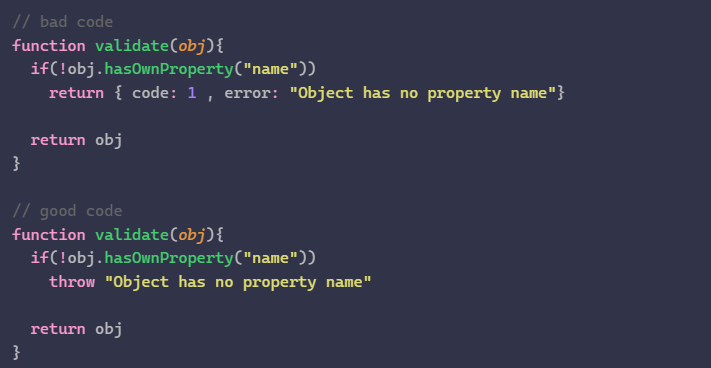 // bad code
function validate(obj){
  if(!obj.hasOwnProperty("name"))
    return { code: 1 , error: "Object has no property name"}

  return obj
}

// good code
function validate(obj){
  if(!obj.hasOwnProperty("name"))
    throw "Object has no property name"

  return obj
}